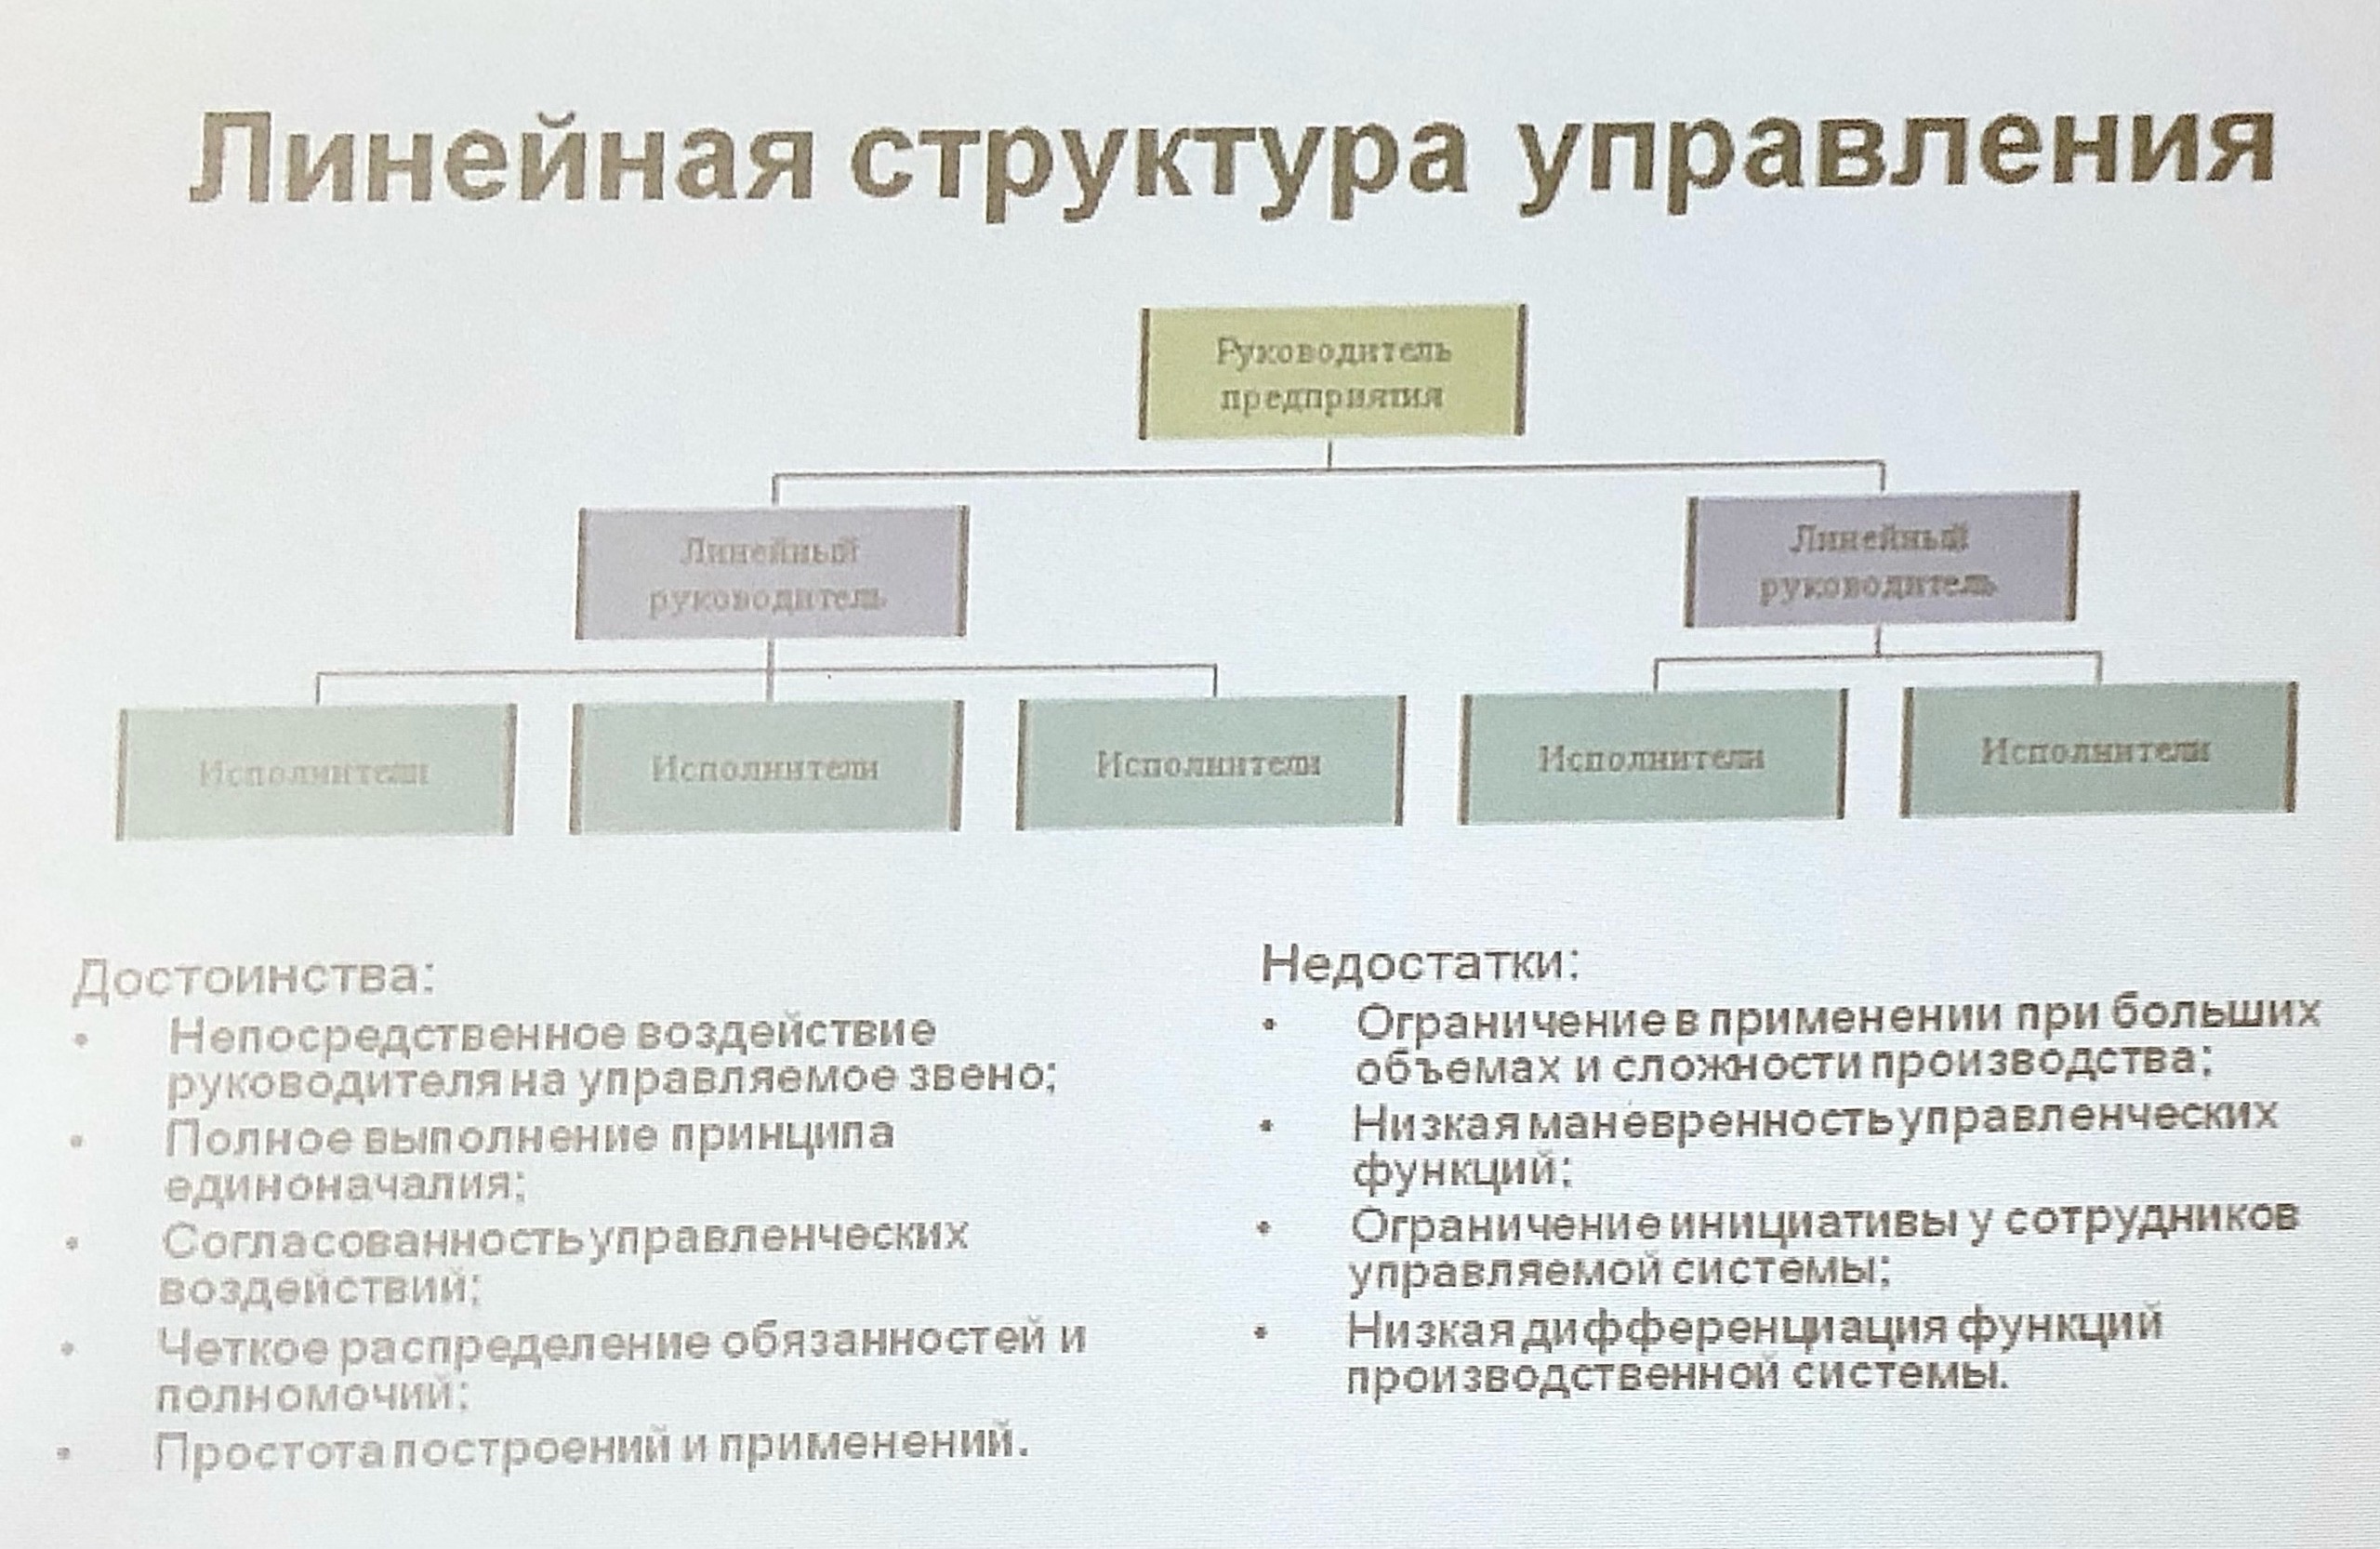 Линейная структура управления
Руководитель
предприятия
Линейный
руководитель
Линейный
руководитель
Исполнители
Исполнители
Исполнители
Исполнители
Исполнители
Достоинства:
• Непосредственное воздействие
руководителя на управляемое звено;
• Полное выполнение принципа
единоначалия;
• Согласованность управленческих
воздействий;
• Четкое распределение обязанностей и
полномочий;
• Простота построений и применений.
Недостатки:
• Ограничение в применении при больших
объемах и сложности производства;
• Низкая маневренность управленческих
функций;
• Ограничение инициативы у сотрудников
управляемой системы;
• Низкая дифференциация функций
производственной системы.